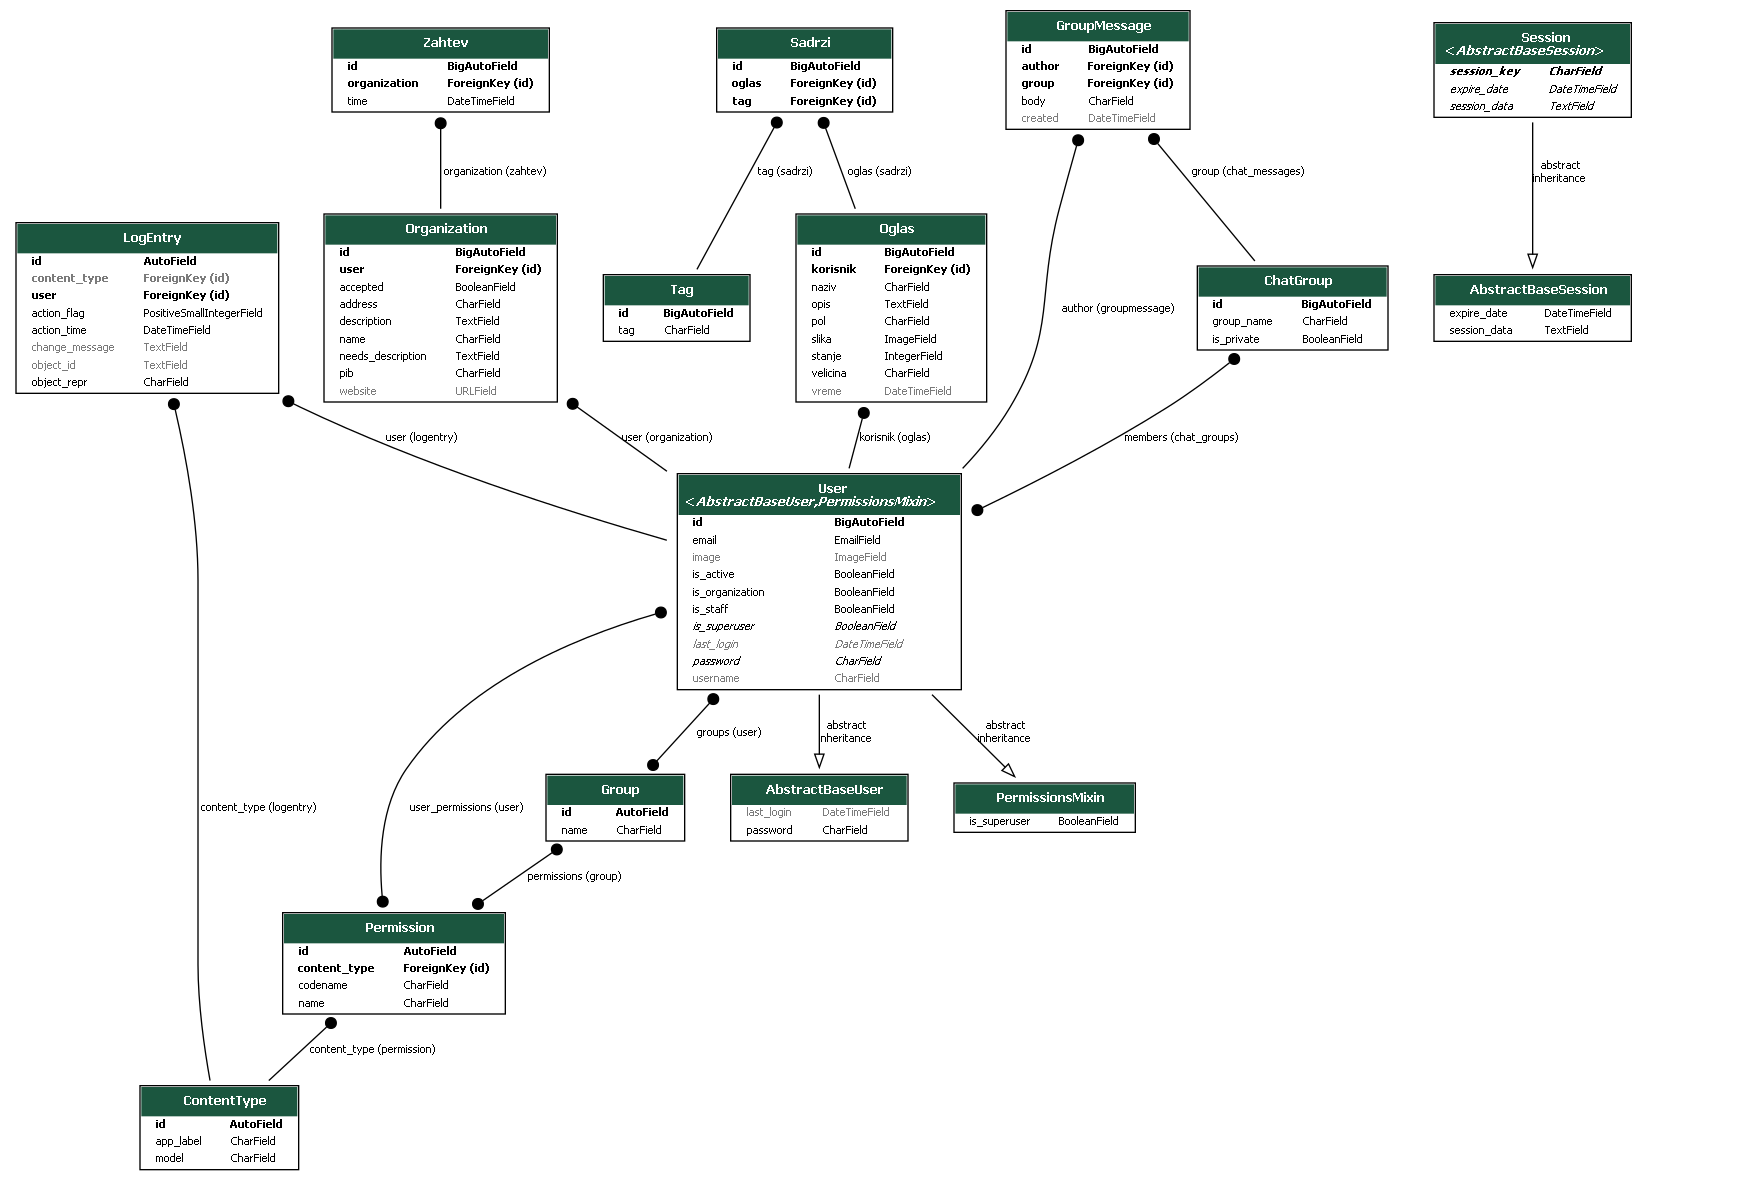 Zahtev
id BigAutoField
organization ForeignKey (id)
time DateTimeField
Sadrzi
id BigAutoField
oglas ForeignKey (id)
tag ForeignKey (id)
GroupMessage
id BigAutoField
author ForeignKey (id)
group ForeignKey (id)
body CharField
created DateTimeField
Session
<AbstractBaseSession>
session_key CharField
expire_date DateTimeField
session_data TextField
organization (zahtev)
tag (sadrzi)
oglas (sadrzi)
group (chat_messages)
abstract
inheritance
LogEntry
id AutoField
content_type ForeignKey (id)
user ForeignKey (id)
action_flag PositiveSmallIntegerField
action_time DateTimeField
change_message TextField
object_id TextField
object_repr CharField
Organization
id BigAutoField
user ForeignKey (id)
accepted BooleanField
address CharField
description TextField
name CharField
needs_description TextField
pib CharField
website URLField
Tag
id BigAutoField
tag CharField
Oglas
id BigAutoField
korisnik ForeignKey (id)
naziv CharField
opis TextField
pol CharField
slika ImageField
stanje IntegerField
velicina CharField
vreme DateTimeField
author (groupmessage)
ChatGroup
id BigAutoField
group_name CharField
is_private BooleanField
AbstractBaseSession
expire_date DateTimeField
session_data TextField
user (logentry)
user (organization)
korisnik (oglas)
members (chat_groups)
User
<AbstractBaseUser,PermissionsMixin>
id BigAutoField
email EmailField
image ImageField
is_active BooleanField
is_organization BooleanField
is_staff BooleanField
is_superuser BooleanField
last_login DateTimeField
password CharField
username CharField
groups (user)
abstract
inheritance
abstract
inheritance
content_type (logentry)
user_permissions (user)
Group
id AutoField
name CharField
AbstractBaseUser
last_login DateTimeField
password CharField
PermissionsMixin
is_superuser BooleanField
permissions (group)
Permission
id AutoField
content_type ForeignKey (id)
codename CharField
name CharField
content_type (permission)
ContentType
id AutoField
app_label CharField
model CharField